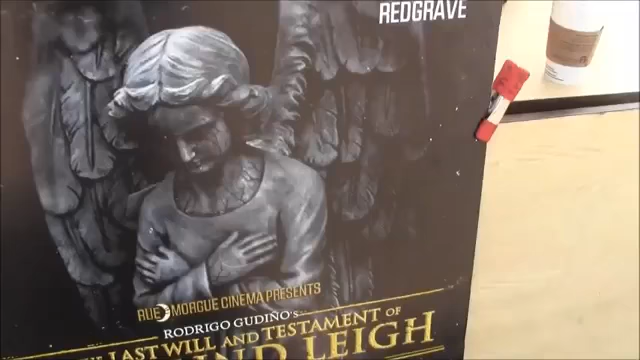 REDGRAVE
RUE MORGUE CINEMA PRESENTS
RODRIGO GUDIÑO'S
LAST WILL AND TESTAMENT OF
LEIGH